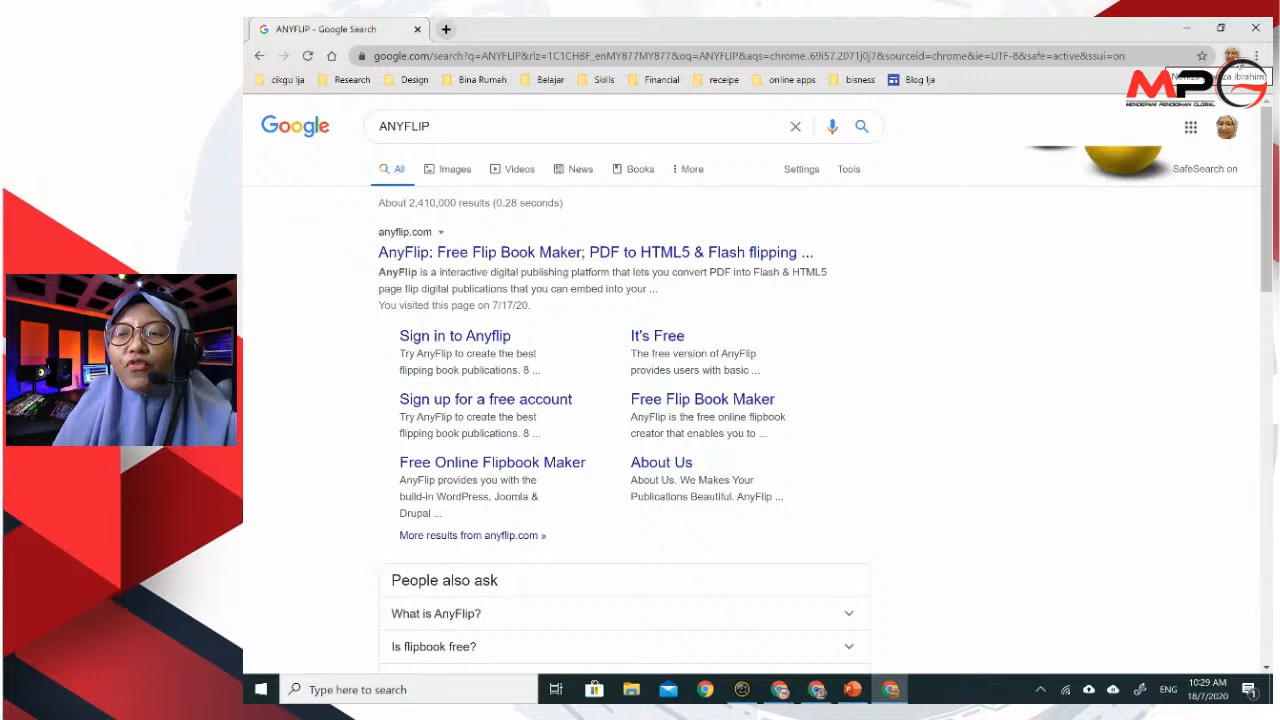 ANYFLIP - Google Search
google.com/search?q=ANYFLIP&rlz=1C1CHBF_enMY877MY877&oq=ANYFLIP&aqs=chrome..69i57.2071j0j7&sourceid=chrome&ie=UTF-8&safe=active&ssui=on
cikgu lja Research Design Bina Rumah Belajar Skills Financial receipe online apps bisness Blog Ija
ibrahim
MPG
MENDEPANI PENDIDIKAN GLOBAL
Google ANYFLIP
All Images Videos News Books More Settings Tools SafeSearch on
About 2,410,000 results (0.28 seconds)
anyflip.com
AnyFlip: Free Flip Book Maker; PDF to HTML5 & Flash flipping ...
AnyFlip is a interactive digital publishing platform that lets you convert PDF into Flash & HTML5
page flip digital publications that you can embed into your ...
You visited this page on 7/17/20.
Sign in to Anyflip
Try AnyFlip to create the best
flipping book publications. 8 ...
It's Free
The free version of AnyFlip
provides users with basic ...
Sign up for a free account
Try AnyFlip to create the best
flipping book publications. 8 ...
Free Flip Book Maker
AnyFlip is the free online flipbook
creator that enables you to ...
Free Online Flipbook Maker
AnyFlip provides you with the
build-in WordPress, Joomla &
Drupal ...
About Us
About Us. We Makes Your
Publications Beautiful. AnyFlip ...
More results from anyflip.com »
People also ask
What is AnyFlip?
Is flipbook free?
Type here to search
ENG
10:29 AM
18/7/2020
1